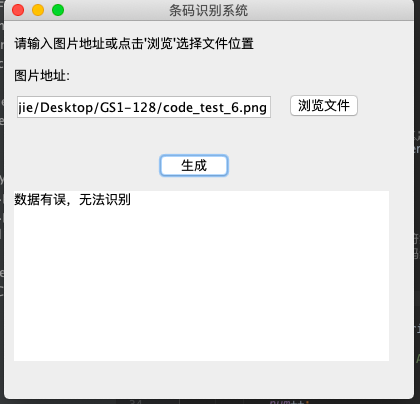 条码识别系统
请输入图片地址或点击'浏览'选择文件位置
图片地址:
jie/Desktop/GS1-128/code_test_6.png
浏览文件
生成
数据有误，无法识别